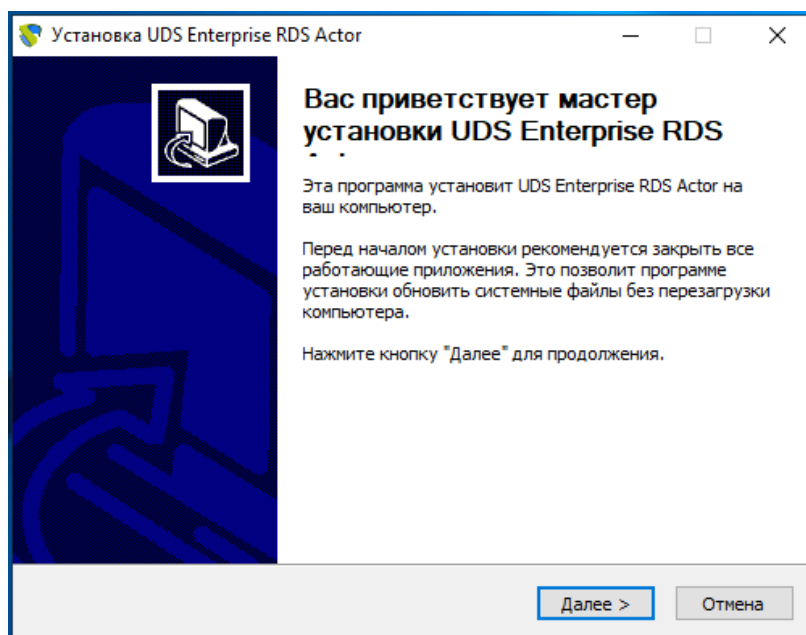 Установка UDS Enterprise RDS Actor
Вас приветствует мастер
установки UDS Enterprise RDS
Эта программа установит UDS Enterprise RDS Actor на
ваш компьютер.
Перед началом установки рекомендуется закрыть все
работающие приложения. Это позволит программе
установки обновить системные файлы без перезагрузки
компьютера.
Нажмите кнопку "Далее" для продолжения.
Далее >
Отмена